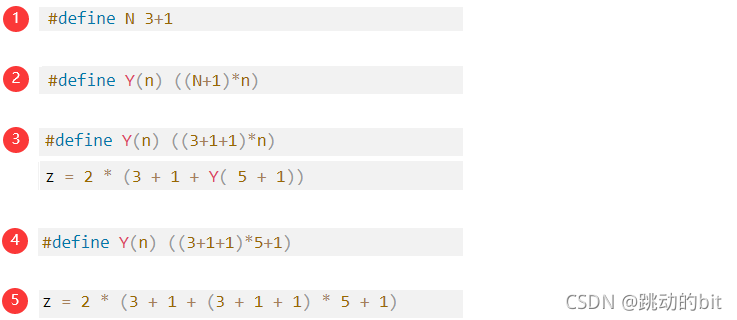 1 #define N 3+1
2 #define Y(n) ((N+1)*n)
3 #define Y(n) ((3+1+1)*n)
z = 2 * (3 + 1 + Y( 5 + 1))
4 #define Y(n) ((3+1+1)*5+1)
5 z = 2 * (3 + 1 + (3 + 1 + 1) * 5 + 1)
CSDN @跳动的bit